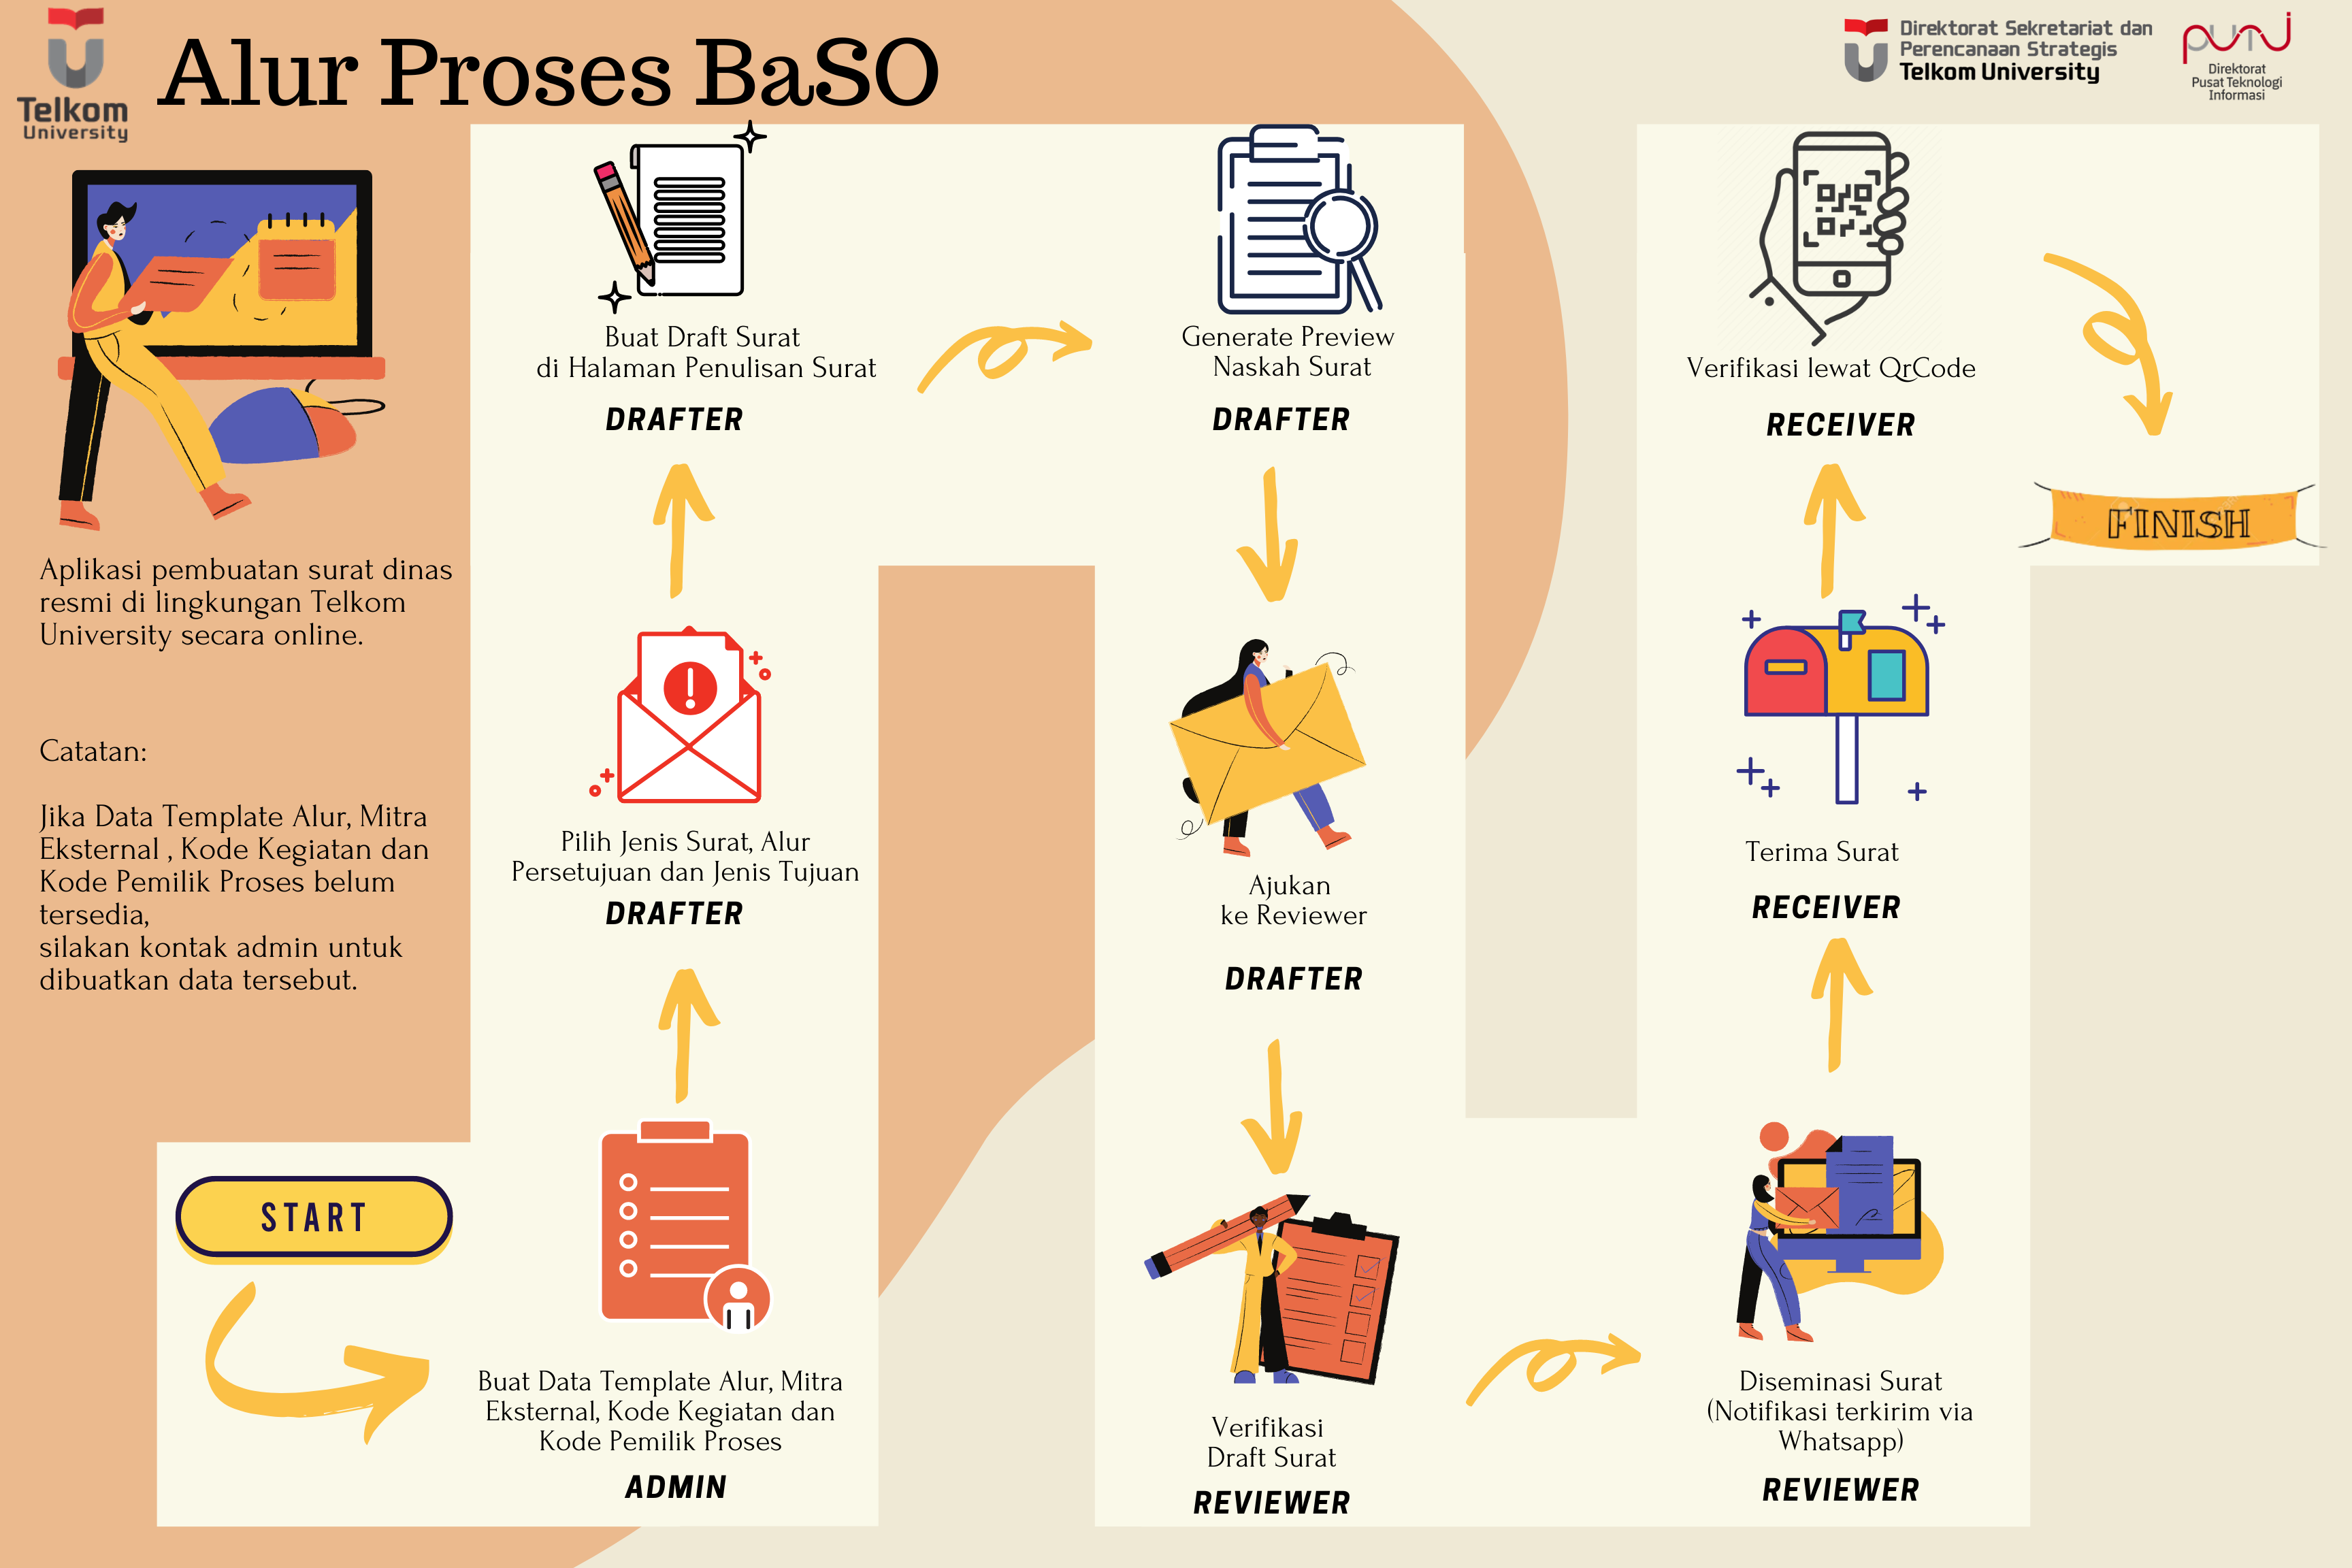 Telkom
University
Alur Proses BaSO
Direktorat Sekretariat dan
Perencanaan Strategis
Telkom University
puti
Direktorat
Pusat Teknologi
Informasi
Aplikasi pembuatan surat dinas
resmi di lingkungan Telkom
University secara online.
Catatan:
Jika Data Template Alur, Mitra
Eksternal , Kode Kegiatan dan
Kode Pemilik Proses belum
tersedia,
silakan kontak admin untuk
dibuatkan data tersebut.
START
Buat Data Template Alur, Mitra
Eksternal, Kode Kegiatan dan
Kode Pemilik Proses
ADMIN
Pilih Jenis Surat, Alur
Persetujuan dan Jenis Tujuan
DRAFTER
Buat Draft Surat
di Halaman Penulisan Surat
DRAFTER
Generate Preview
Naskah Surat
DRAFTER
Ajukan
ke Reviewer
DRAFTER
Verifikasi
Draft Surat
REVIEWER
Diseminasi Surat
(Notifikasi terkirim via
Whatsapp)
REVIEWER
Terima Surat
RECEIVER
Verifikasi lewat QrCode
RECEIVER
FINISH